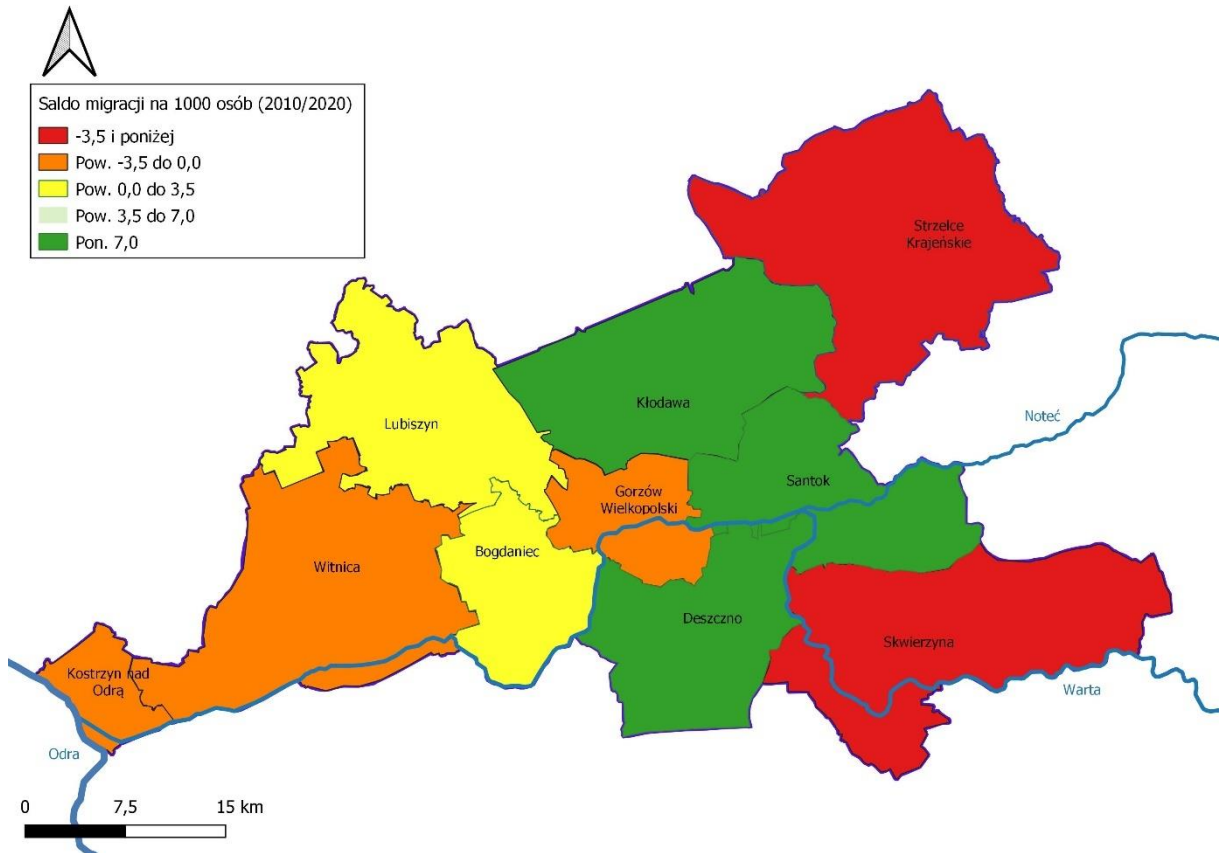 Saldo migracji na 1000 osób (2010/2020)
-3,5 i poniżej
Pow. -3,5 do 0,0
Pow. 0,0 do 3,5
Pow. 3,5 do 7,0
Pon. 7,0
Strzelce
Krajeńskie
Kłodawa
Noteć
Lubiszyn
Santok
Gorzów
Wielkopolski
Bogdaniec
Witnica
Deszczno
Skwierzyna
Kostrzyn nad
Odrą
Warta
Odra
0 7,5 15 km